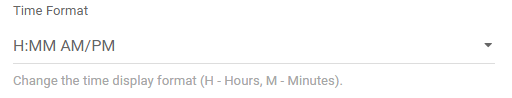 Time Format
H:MM AM/PM
Change the time display format (H - Hours, M - Minutes).